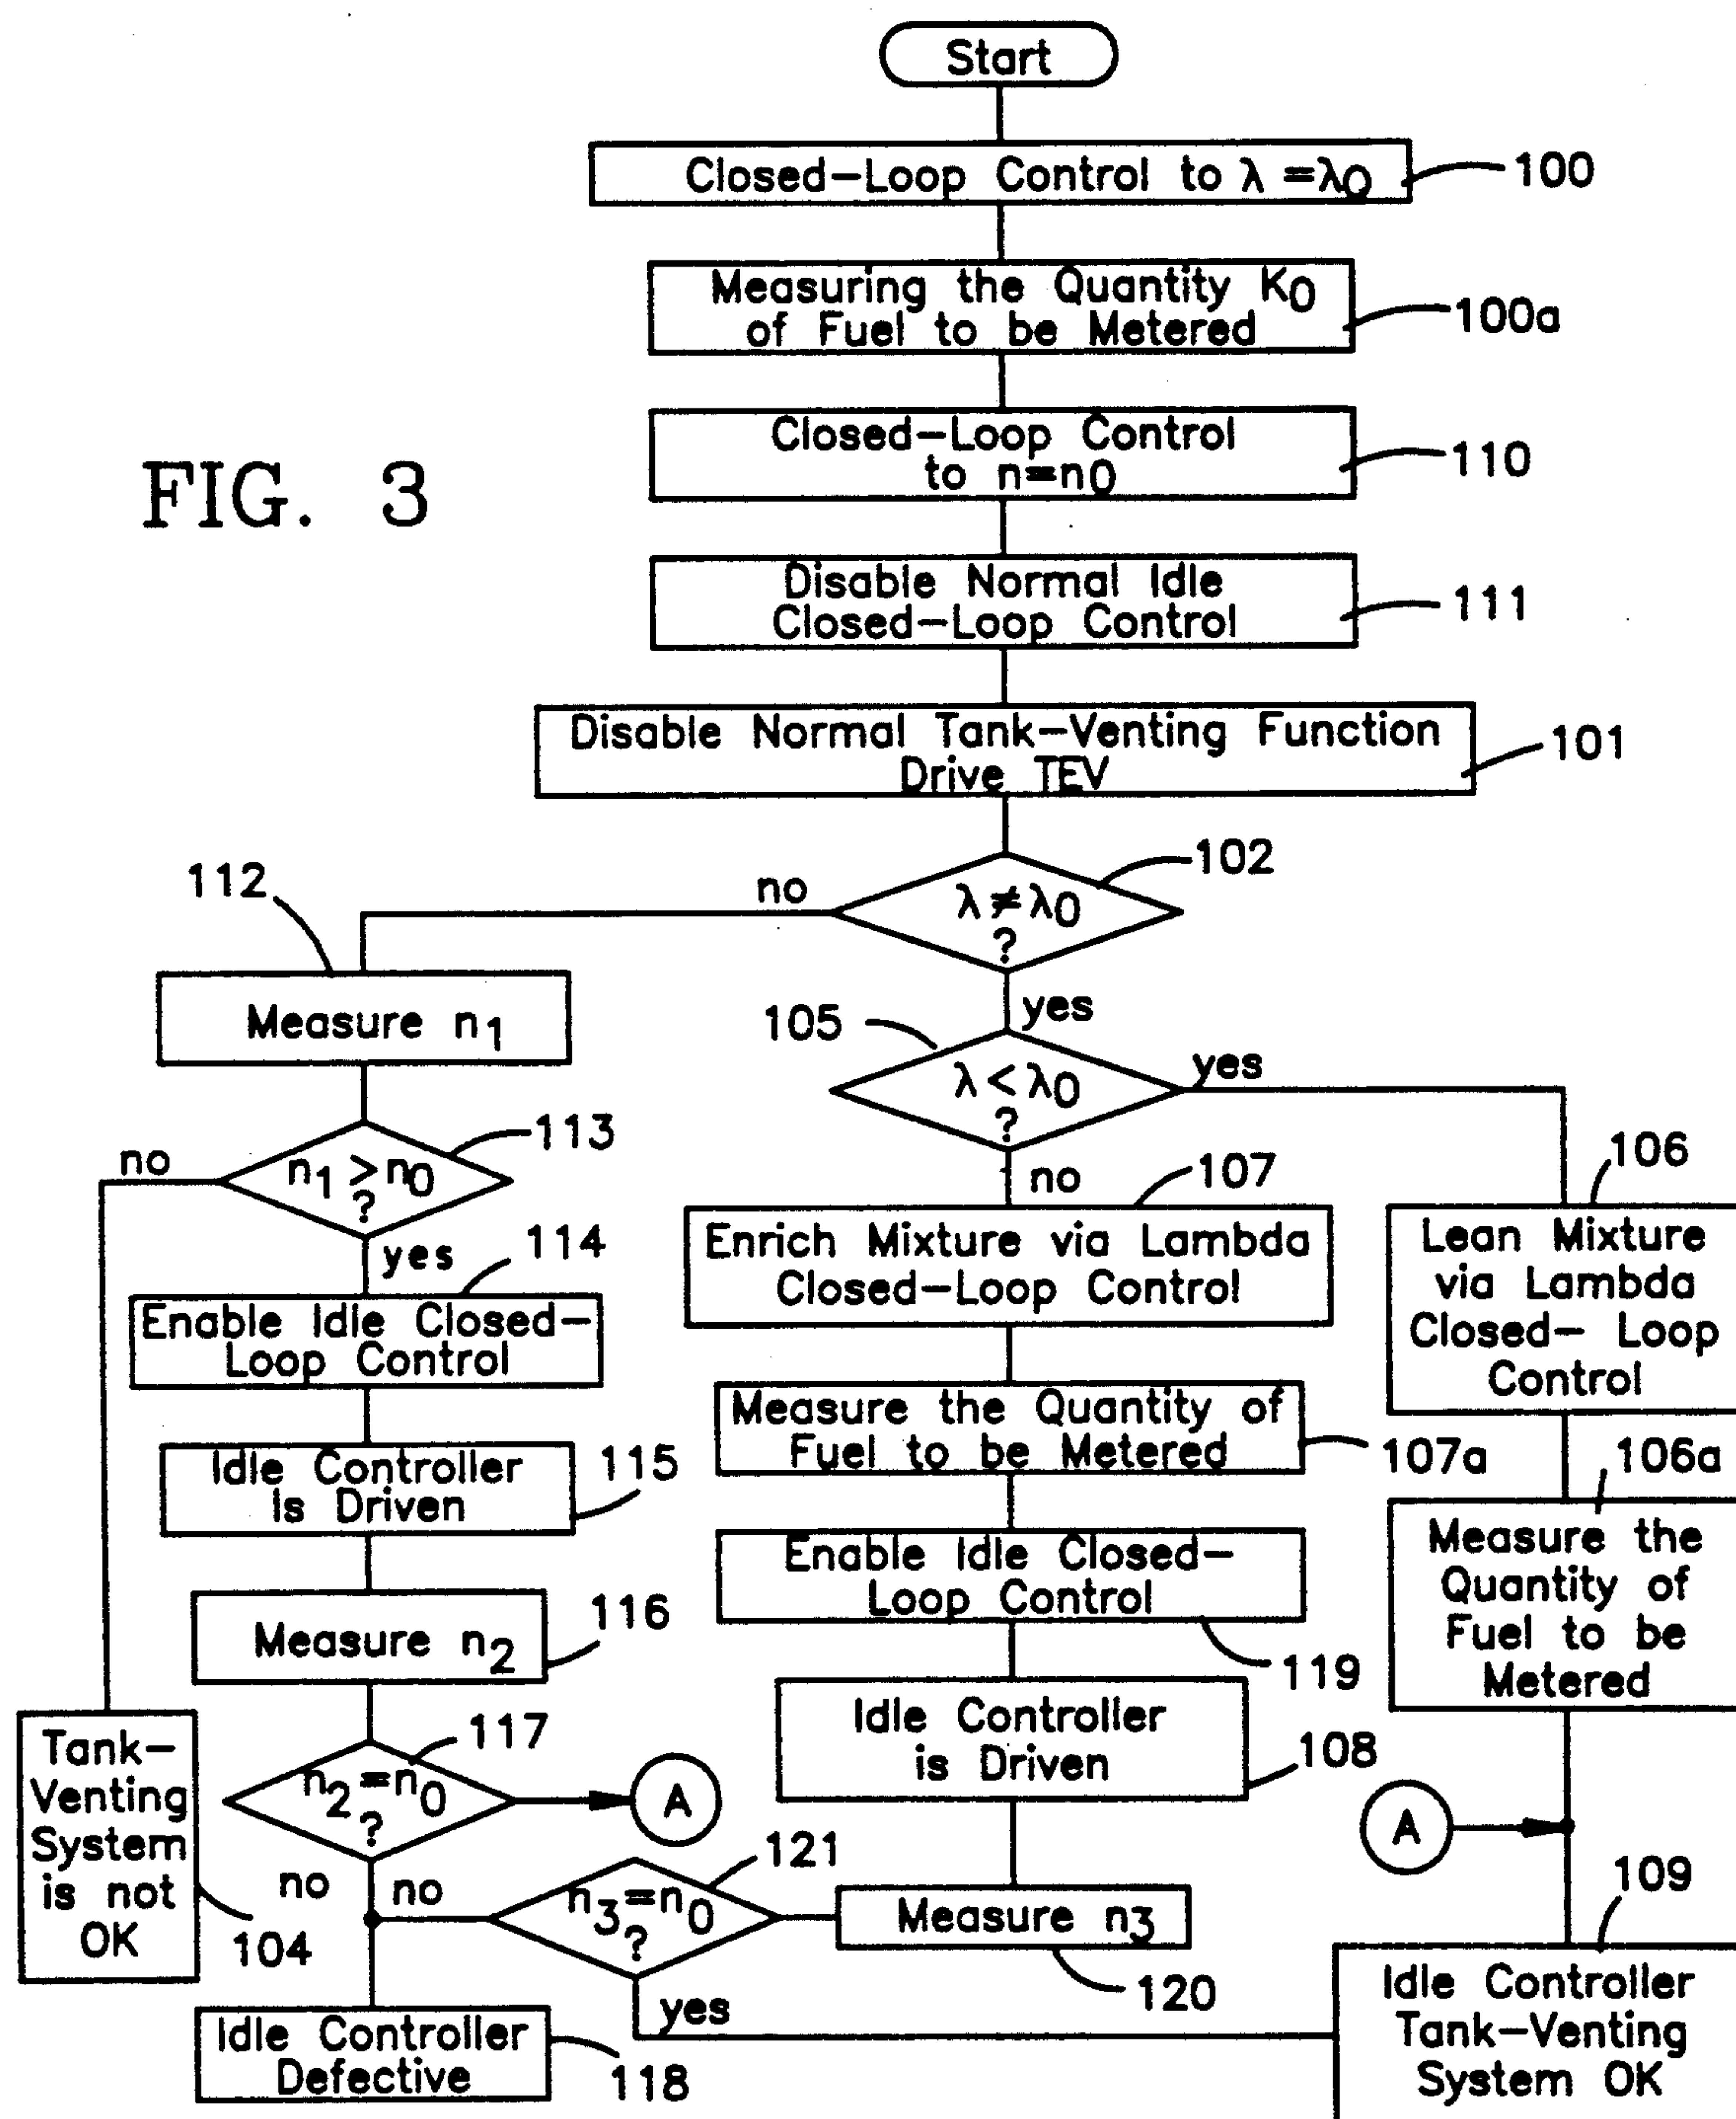 Start
Closed-Loop Control to λ = λ0
100
Measuring the Quantity K0
of Fuel to be Metered
100a
Closed-Loop Control
to n=n0
110
FIG. 3
Disable Normal Idle
Closed-Loop Control
111
Disable Normal Tank-Venting Function
Drive TEV
101
102
λ ≠ λ0
?
no
yes
112
Measure n1
105
λ < λ0
?
yes
no
113
n1 > n0
?
no
yes
114
Enable Idle Closed-
Loop Control
107
Enrich Mixture via Lambda
Closed-Loop Control
106
Lean Mixture
via Lambda
Closed- Loop
Control
Idle Controller
is Driven
115
Measure the Quantity of
Fuel to be Metered
107a
106a
Measure the
Quantity of
Fuel to be
Metered
Measure n2
116
Enable Idle Closed-
Loop Control
119
Tank-
Venting
System
is not
OK
104
117
n2=n0
?
no
A
Idle Controller
is Driven
108
A
121
n3=n0
?
no
yes
Measure n3
120
109
Idle Controller
Defective
118
Idle Controller
Tank-Venting
System OK